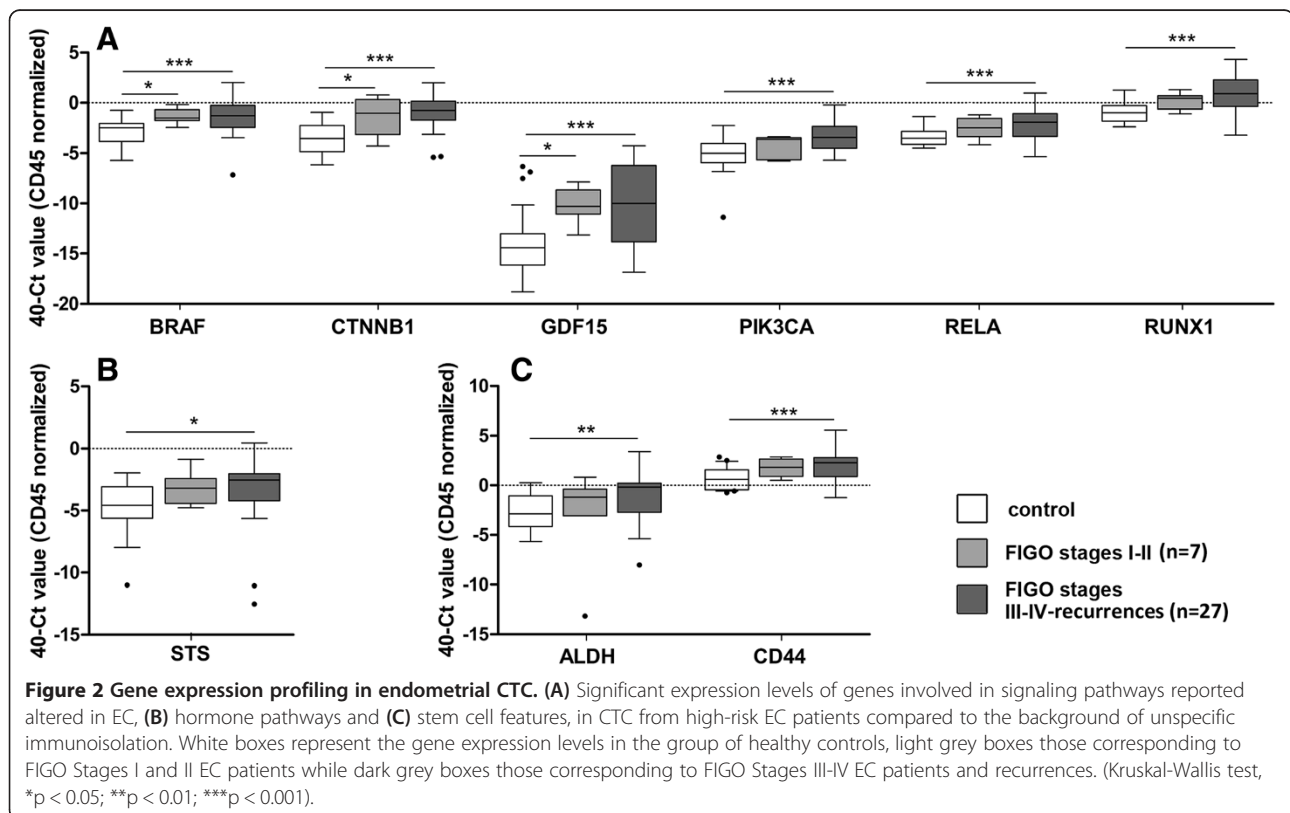 A
40-Ct value (CD45 normalized)
5
0
-5
-10
-15
-20
* *** * *** * *** *** *** ***
BRAF CTNNB1 GDF15 PIK3CA RELA RUNX1
B
40-Ct value (CD45 normalized)
5
0
-5
-10
-15
*
STS
C
40-Ct value (CD45 normalized)
10
5
0
-5
-10
-15
** ***
ALDH CD44
control
FIGO stages I-II (n=7)
FIGO stages
III-IV-recurrences (n=27)
Figure 2 Gene expression profiling in endometrial CTC. (A) Significant expression levels of genes involved in signaling pathways reported
altered in EC, (B) hormone pathways and (C) stem cell features, in CTC from high-risk EC patients compared to the background of unspecific
immunoisolation. White boxes represent the gene expression levels in the group of healthy controls, light grey boxes those corresponding to
FIGO Stages I and II EC patients while dark grey boxes those corresponding to FIGO Stages III-IV EC patients and recurrences. (Kruskal-Wallis test,
*p < 0.05; **p < 0.01; ***p < 0.001).